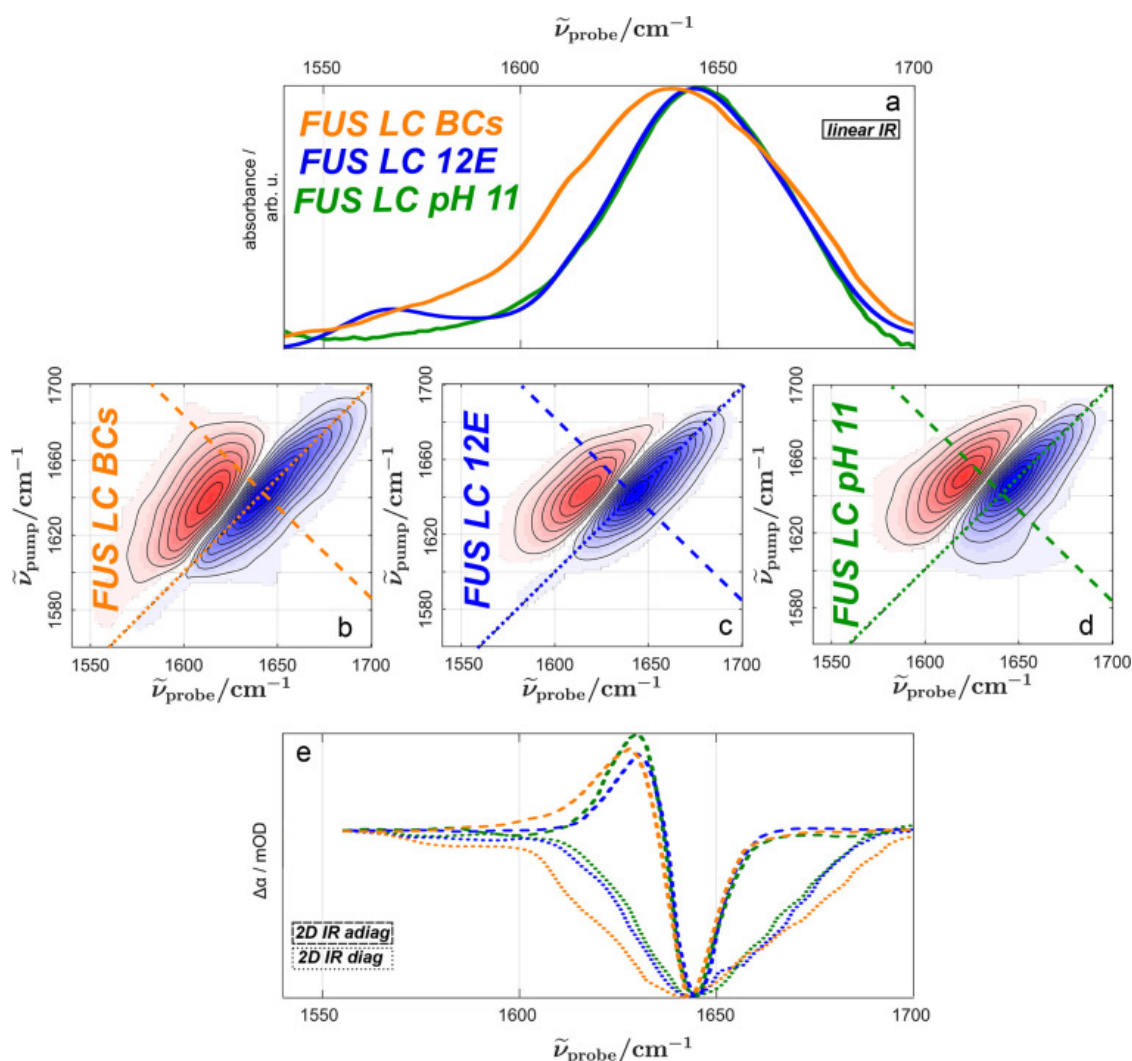 ν̃probe/cm⁻¹
1550 1600 1650 1700
a
linear IR
FUS LC BCs
FUS LC 12E
FUS LC pH 11
absorbance /
arb. u.
FUS LC BCs
ν̃pump/cm⁻¹
1700
1660
1620
1580
b
1550 1600 1650 1700
ν̃probe/cm⁻¹
FUS LC 12E
ν̃pump/cm⁻¹
1700
1660
1620
1580
c
1550 1600 1650 1700
ν̃probe/cm⁻¹
FUS LC pH 11
ν̃pump/cm⁻¹
1700
1660
1620
1580
d
1550 1600 1650 1700
ν̃probe/cm⁻¹
e
Δα / mOD
2D IR adiag
2D IR diag
1550 1600 1650 1700
ν̃probe/cm⁻¹